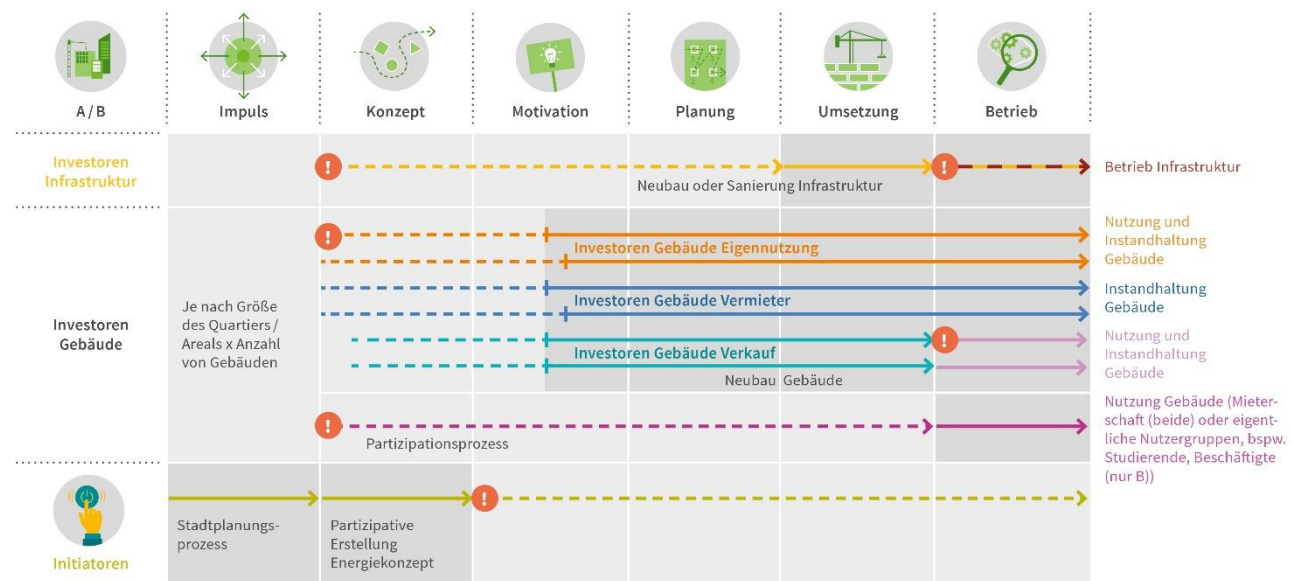 A / B
Impuls
Konzept
Motivation
Planung
Umsetzung
Betrieb
Investoren
Infrastruktur
!
!
Neubau oder Sanierung Infrastruktur
Betrieb Infrastruktur
Investoren
Gebäude
Je nach Größe
des Quartiers /
Areals x Anzahl
von Gebäuden
!
Investoren Gebäude Eigennutzung
Nutzung und
Instandhaltung
Gebäude
Investoren Gebäude Vermieter
Instandhaltung
Gebäude
Investoren Gebäude Verkauf
!
Neubau Gebäude
Nutzung und
Instandhaltung
Gebäude
!
Partizipationsprozess
Nutzung Gebäude (Mieter-
schaft (beide) oder eigent-
liche Nutzergruppen, bspw.
Studierende, Beschäftigte
(nur B))
Initiatoren
!
Stadtplanungs-
prozess
Partizipative
Erstellung
Energiekonzept